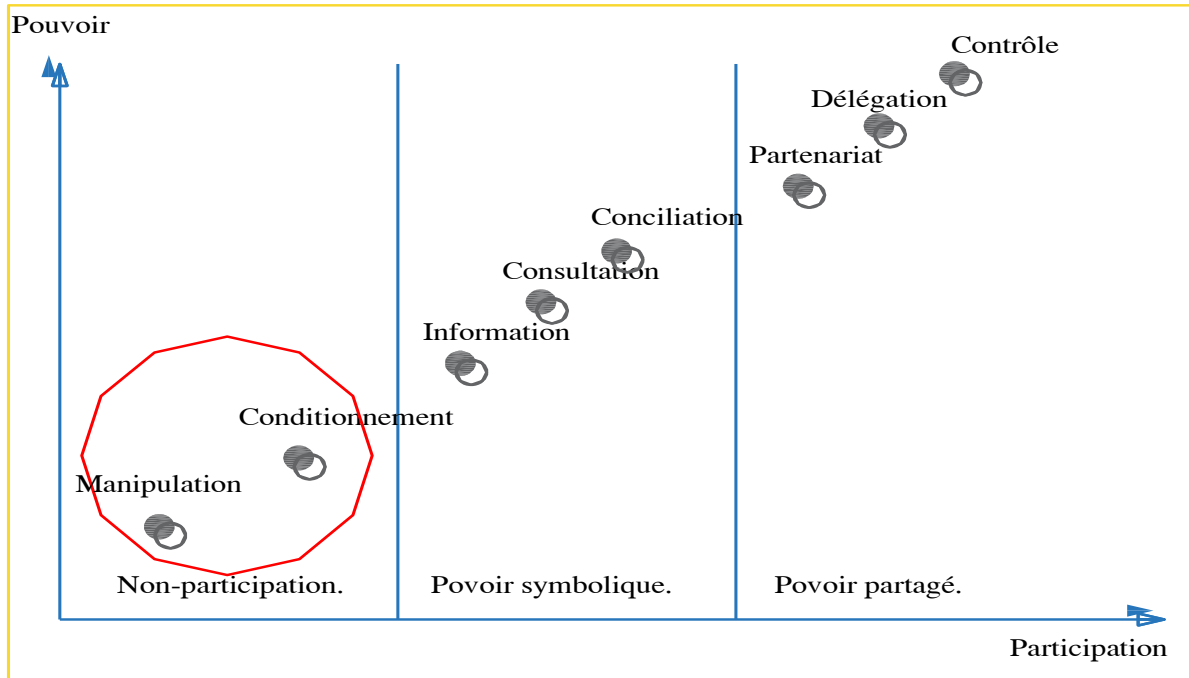 Pouvoir
Contrôle
Délégation
Partenariat
Conciliation
Consultation
Information
Conditionnement
Manipulation
Non-participation.
Povoir symbolique.
Povoir partagé.
Participation